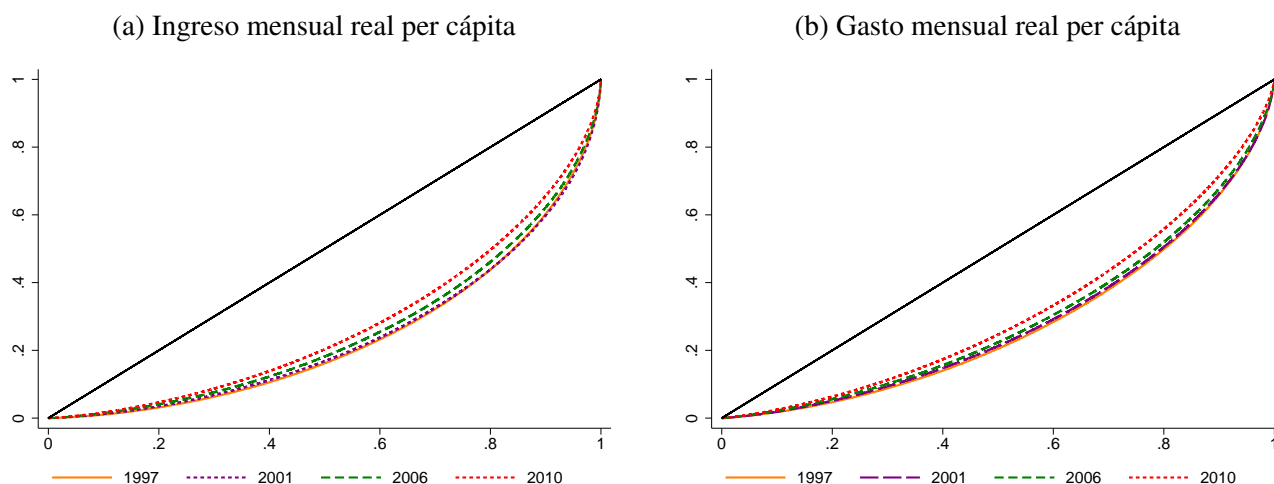 (a) Ingreso mensual real per cápita
1
.8
.6
.4
.2
0
0 .2 .4 .6 .8 1
1997 2001 2006 2010
(b) Gasto mensual real per cápita
1
.8
.6
.4
.2
0
0 .2 .4 .6 .8 1
1997 2001 2006 2010